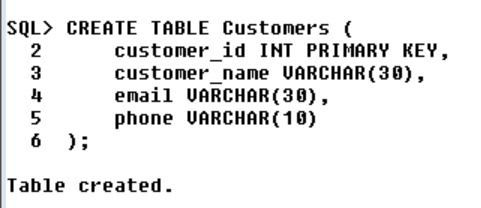 SQL> CREATE TABLE Customers (
  2      customer_id INT PRIMARY KEY,
  3      customer_name VARCHAR(30),
  4      email VARCHAR(30),
  5      phone VARCHAR(10)
  6  );
Table created.